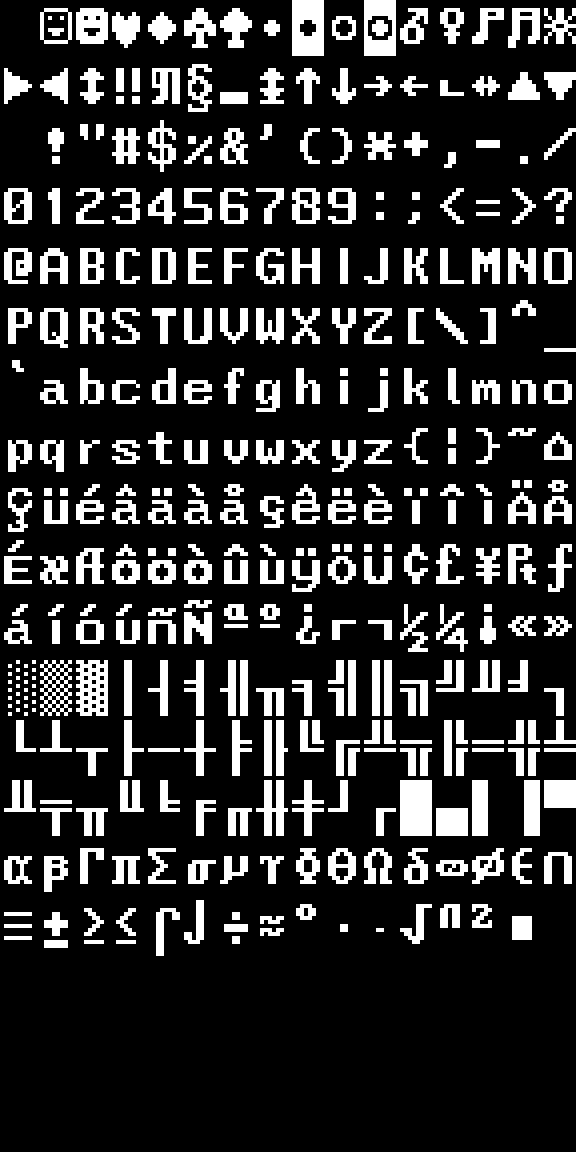 ☺☻♥♦♣♠•◘○◙♂♀♪♫☼
►◄↕‼¶§▬↨↑↓→←∟↔▲▼
!"#$%&'()*+,-./
0123456789:;<=>?
@ABCDEFGHIJKLMNO
PQRSTUVWXYZ[\]^_
`abcdefghijklmno
pqrstuvwxyz{|}~⌂
ÇüéâäàåçêëèïîìÄÅ
ÉæÆôöòûùÿÖÜ¢£¥₧ƒ
áíóúñÑªº¿⌐¬½¼¡«»
░▒▓│┤╡╢╖╕╣║╗╝╜╛┐
└┴┬├─┼╞╟╚╔╩╦╠═╬╧
╨╤╥╙╘╒╓╫╪┘┌█▄▌▐▀
αßΓπΣσµτΦΘΩδ∞φε∩
≡±≥≤⌠⌡÷≈°∙·√ⁿ²■